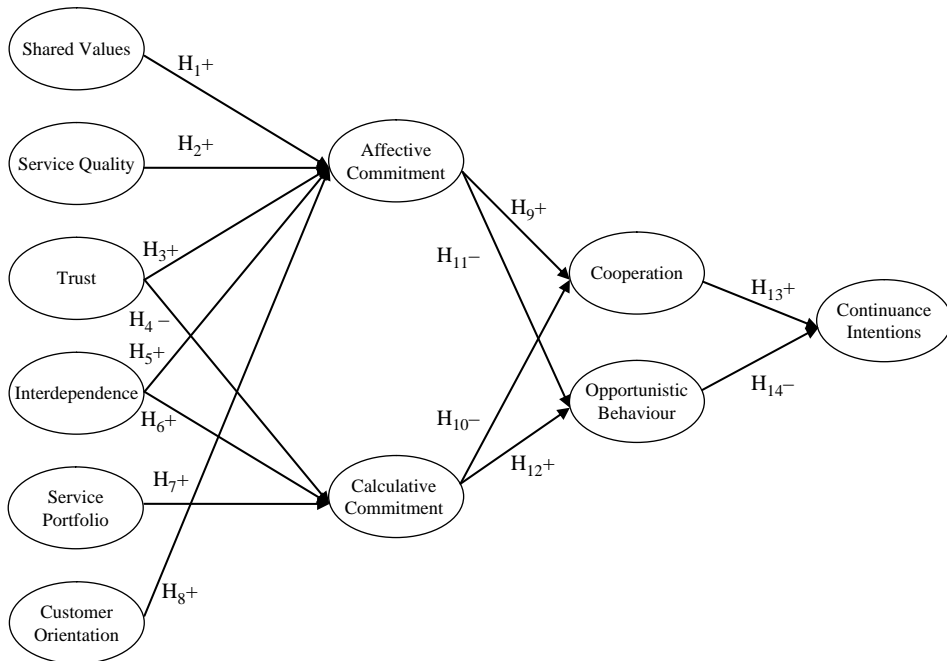 Shared Values
H₁+
Service Quality
H₂+
Affective
Commitment
H₉+
Trust
H₃+
H₁₁–
Cooperation
H₁₃+
H₄ –
Continuance
Intentions
H₅+
Interdependence
H₆+
H₁₀–
Opportunistic
Behaviour
H₁₄–
H₁₂+
Service
Portfolio
H₇+
Calculative
Commitment
H₈+
Customer
Orientation